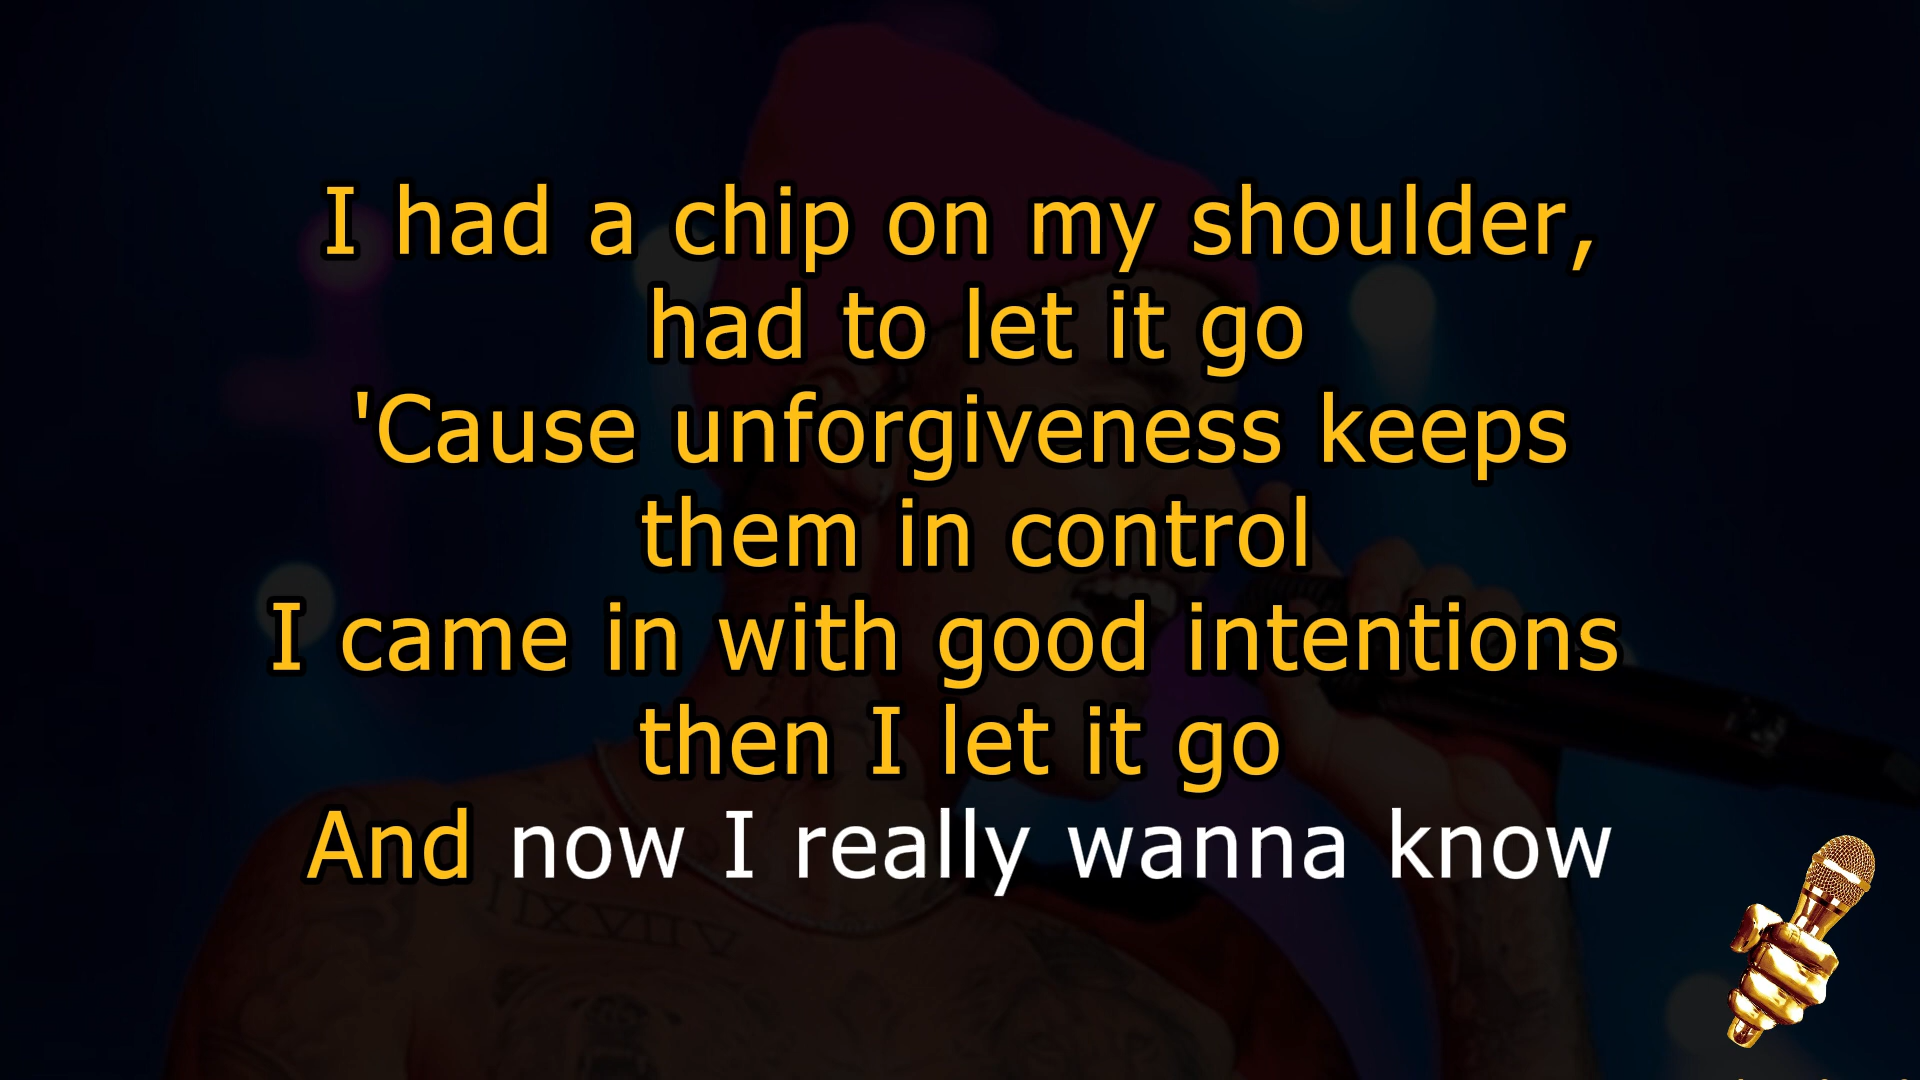 I had a chip on my shoulder,
had to let it go
'Cause unforgiveness keeps
them in control
I came in with good intentions
then I let it go
And now I really wanna know